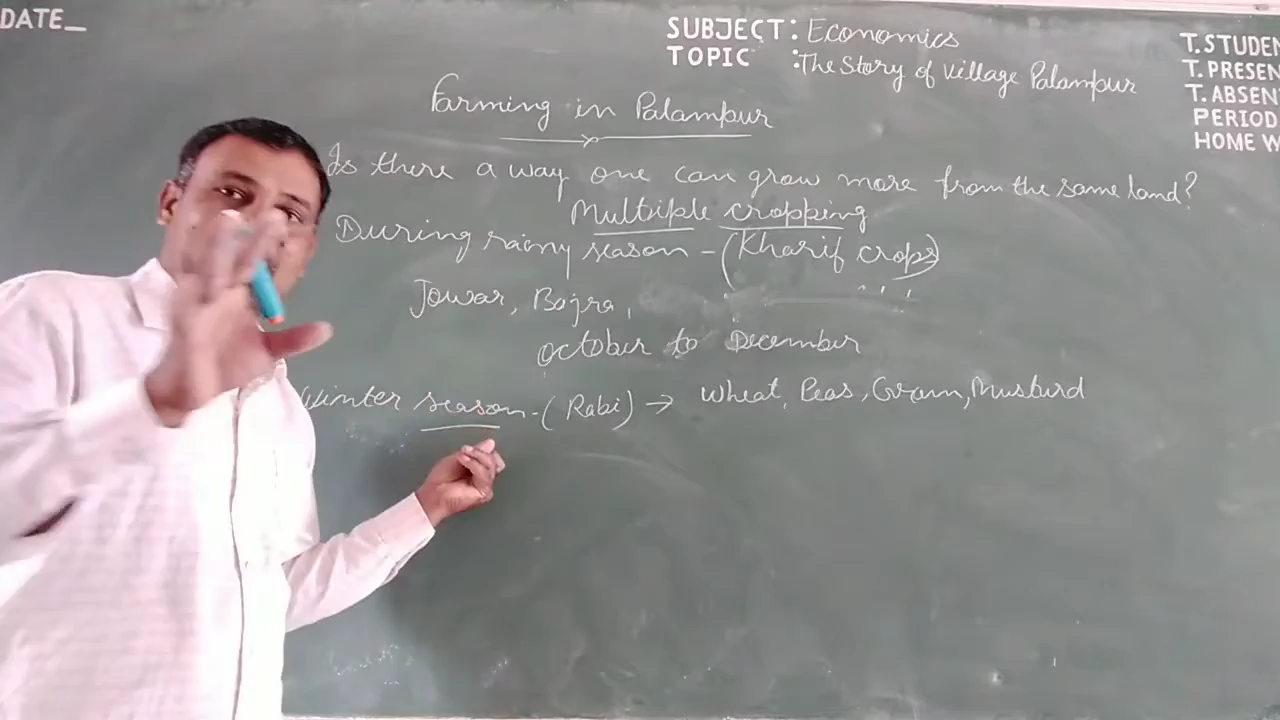 DATE_
SUBJECT: Economics
TOPIC : The Story of Village Palampur
T.STUDEN
T. PRESEN
T. ABSEN
PERIOD
HOME W
Farming in Palampur
Is there a way one can grow more from the same land?
Multiple cropping
During rainy season - (Kharif crops)
Jowar, Bajra,
October to December
Winter season - (Rabi) → Wheat, Peas, Gram, Musturd